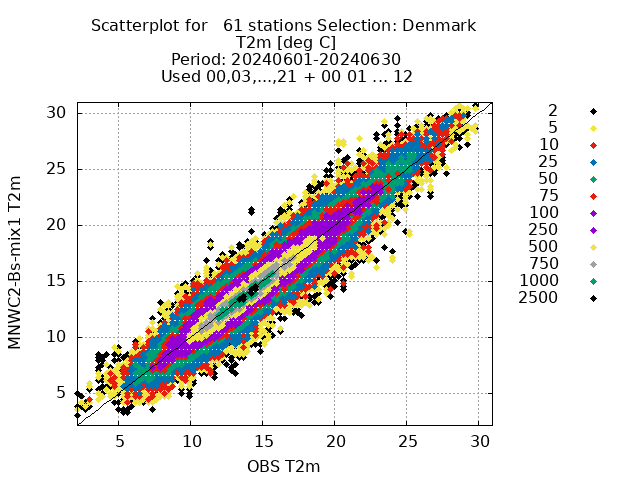 Scatterplot for   61 stations Selection: Denmark
T2m [deg C]
Period: 20240601-20240630
Used 00,03,...,21 + 00 01 ... 12
MNWC2-Bs-mix1 T2m
30
25
20
15
10
5
5 10 15 20 25 30
OBS T2m
2
5
10
25
50
75
100
250
500
750
1000
2500